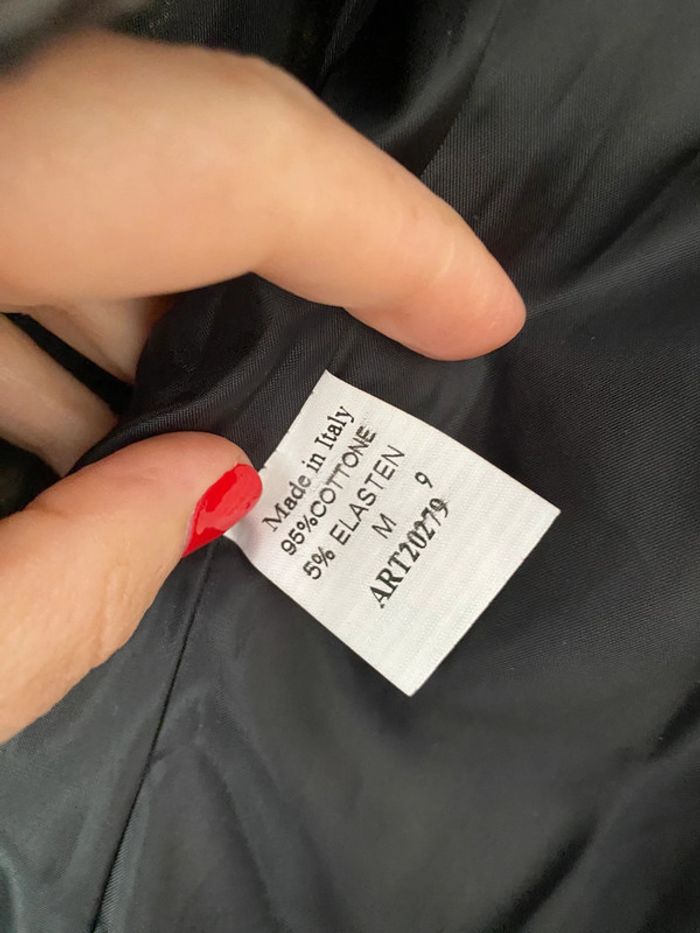 Made in Italy
95%COTTONE
5% ELASTEN
M 9
ART20279